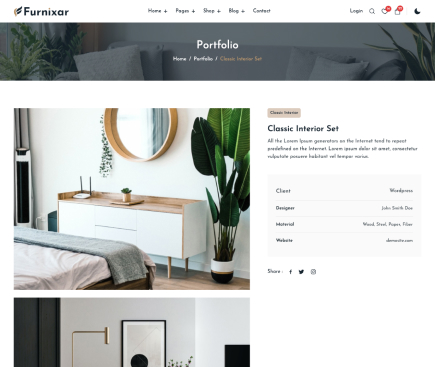 Furnixar
Home + Pages + Shop + Blog + Contact
Login
Portfolio
Home / Portfolio / Classic Interior Set
Classic Interior
Classic Interior Set
All the Lorem Ipsum generators on the Internet tend to repeat
predefined on the Internet. Lorem ipsum dolor sit amet, consectetur
vulputate posuere habitant vel tempor varius.
Client Wordpress
Designer John Smith Doe
Material Wood, Steel, Paper, Fiber
Website demosite.com
Share :